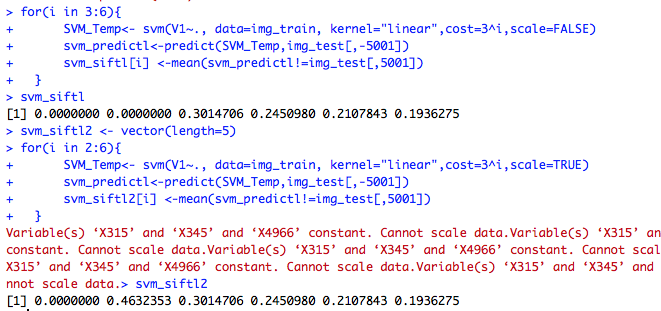 > for(i in 3:6){
+ SVM_Temp<- svm(V1~., data=img_train, kernel="linear",cost=3^i,scale=FALSE)
+ svm_predictl<-predict(SVM_Temp,img_test[,-5001])
+ svm_siftl[i] <-mean(svm_predictl!=img_test[,5001])
+ }
> svm_siftl
[1] 0.0000000 0.0000000 0.3014706 0.2450980 0.2107843 0.1936275
> svm_siftl2 <- vector(length=5)
> for(i in 2:6){
+ SVM_Temp<- svm(V1~., data=img_train, kernel="linear",cost=3^i,scale=TRUE)
+ svm_predictl<-predict(SVM_Temp,img_test[,-5001])
+ svm_siftl2[i] <-mean(svm_predictl!=img_test[,5001])
+ }
Variable(s) ‘X315’ and ‘X345’ and ‘X4966’ constant. Cannot scale data.Variable(s) ‘X315’ an
constant. Cannot scale data.Variable(s) ‘X315’ and ‘X345’ and ‘X4966’ constant. Cannot scal
X315’ and ‘X345’ and ‘X4966’ constant. Cannot scale data.Variable(s) ‘X315’ and ‘X345’ and
nnot scale data.> svm_siftl2
[1] 0.0000000 0.4632353 0.3014706 0.2450980 0.2107843 0.1936275